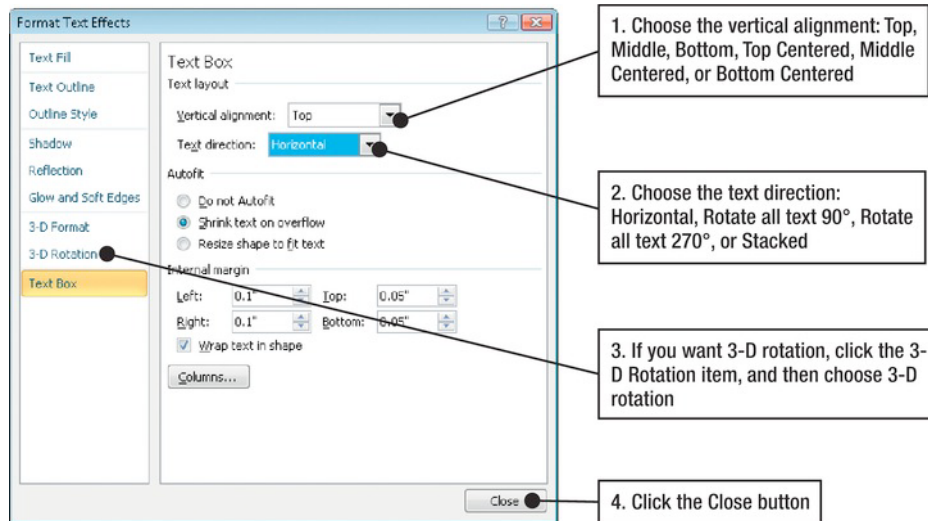 Format Text Effects
Text Fill
Text Outline
Outline Style
Shadow
Reflection
Glow and Soft Edges
3-D Format
3-D Rotation
Text Box
Text Box
Text layout
Vertical alignment: Top
Text direction: Horizontal
Autofit
Do not Autofit
Shrink text on overflow
Resize shape to fit text
Internal margin
Left: 0.1" Top: 0.05"
Right: 0.1" Bottom: 0.05"
Wrap text in shape
Columns...
Close
1. Choose the vertical alignment: Top,
Middle, Bottom, Top Centered, Middle
Centered, or Bottom Centered
2. Choose the text direction:
Horizontal, Rotate all text 90°, Rotate
all text 270°, or Stacked
3. If you want 3-D rotation, click the 3-
D Rotation item, and then choose 3-D
rotation
4. Click the Close button